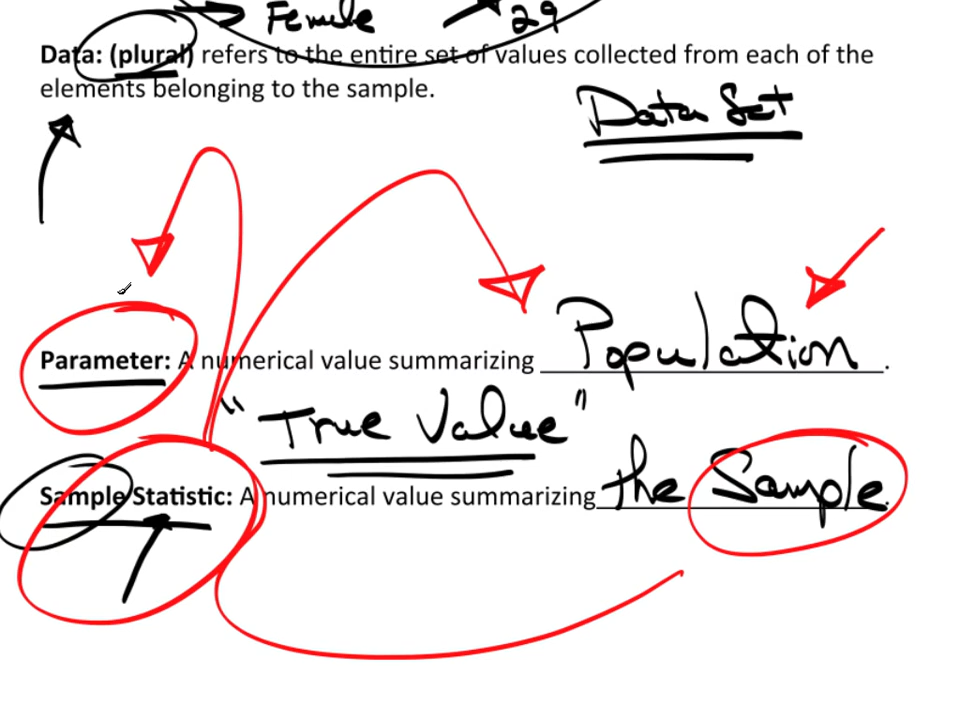 Female 29
Data: (plural) refers to the entire set of values collected from each of the
elements belonging to the sample.
Data Set
Parameter: A numerical value summarizing Population.
"True Value"
Sample Statistic: A numerical value summarizing the Sample.